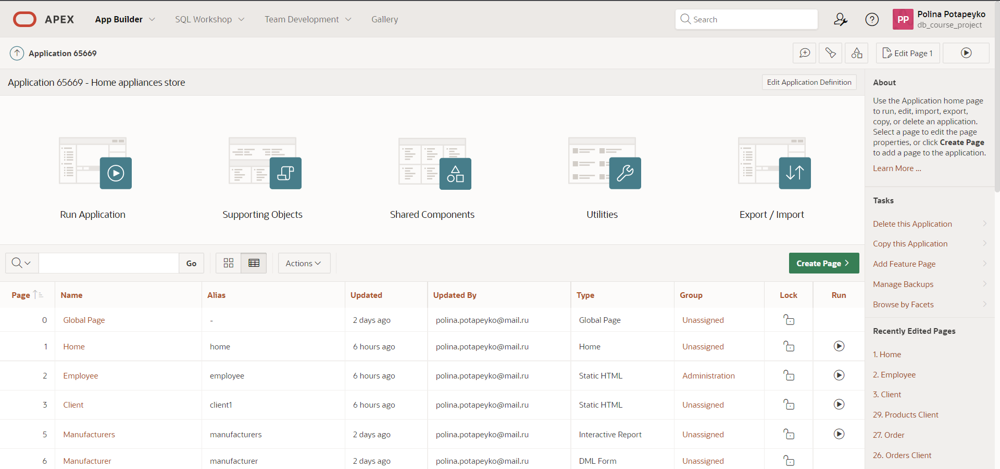 APEX App Builder SQL Workshop Team Development Gallery Search PP Polina Potapeyko
db_course_project
Application 65669 Edit Page 1
Application 65669 - Home appliances store Edit Application Definition
Run Application Supporting Objects Shared Components Utilities Export / Import
Go Actions Create Page
Page Name Alias Updated Updated By Type Group Lock Run
0 Global Page - 2 days ago polina.potapeyko@mail.ru Global Page Unassigned
1 Home home 6 hours ago polina.potapeyko@mail.ru Home Unassigned
2 Employee employee 6 hours ago polina.potapeyko@mail.ru Static HTML Administration
3 Client client1 6 hours ago polina.potapeyko@mail.ru Static HTML Unassigned
5 Manufacturers manufacturers 2 days ago polina.potapeyko@mail.ru Interactive Report Unassigned
6 Manufacturer manufacturer 2 days ago polina.potapeyko@mail.ru DML Form Unassigned
About
Use the Application home page
to run, edit, import, export,
copy, or delete an application.
Select a page to edit the page
properties, or click Create Page
to add a page to the application.
Learn More ...
Tasks
Delete this Application
Copy this Application
Add Feature Page
Manage Backups
Browse by Facets
Recently Edited Pages
1. Home
2. Employee
3. Client
29. Products Client
27. Order
26. Orders Client